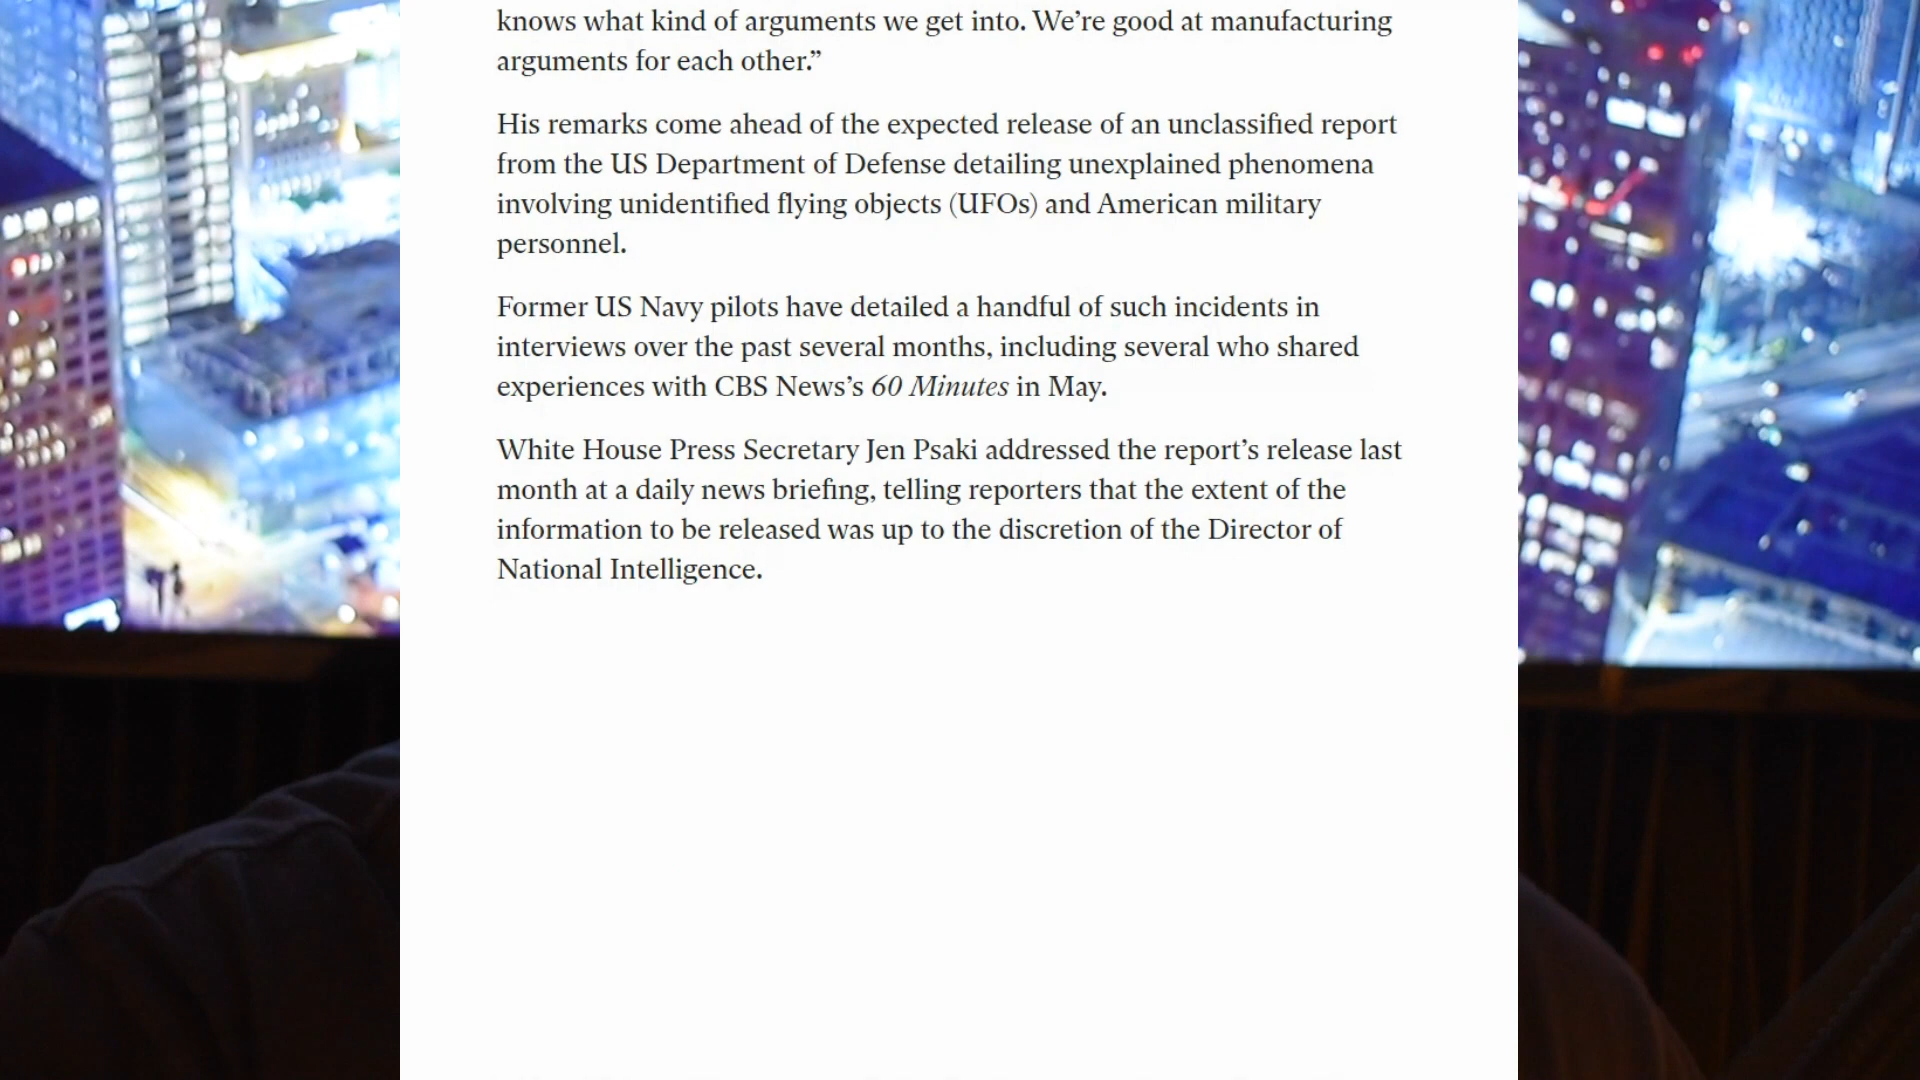 knows what kind of arguments we get into. We’re good at manufacturing
arguments for each other.”
His remarks come ahead of the expected release of an unclassified report
from the US Department of Defense detailing unexplained phenomena
involving unidentified flying objects (UFOs) and American military
personnel.
Former US Navy pilots have detailed a handful of such incidents in
interviews over the past several months, including several who shared
experiences with CBS News’s 60 Minutes in May.
White House Press Secretary Jen Psaki addressed the report’s release last
month at a daily news briefing, telling reporters that the extent of the
information to be released was up to the discretion of the Director of
National Intelligence.